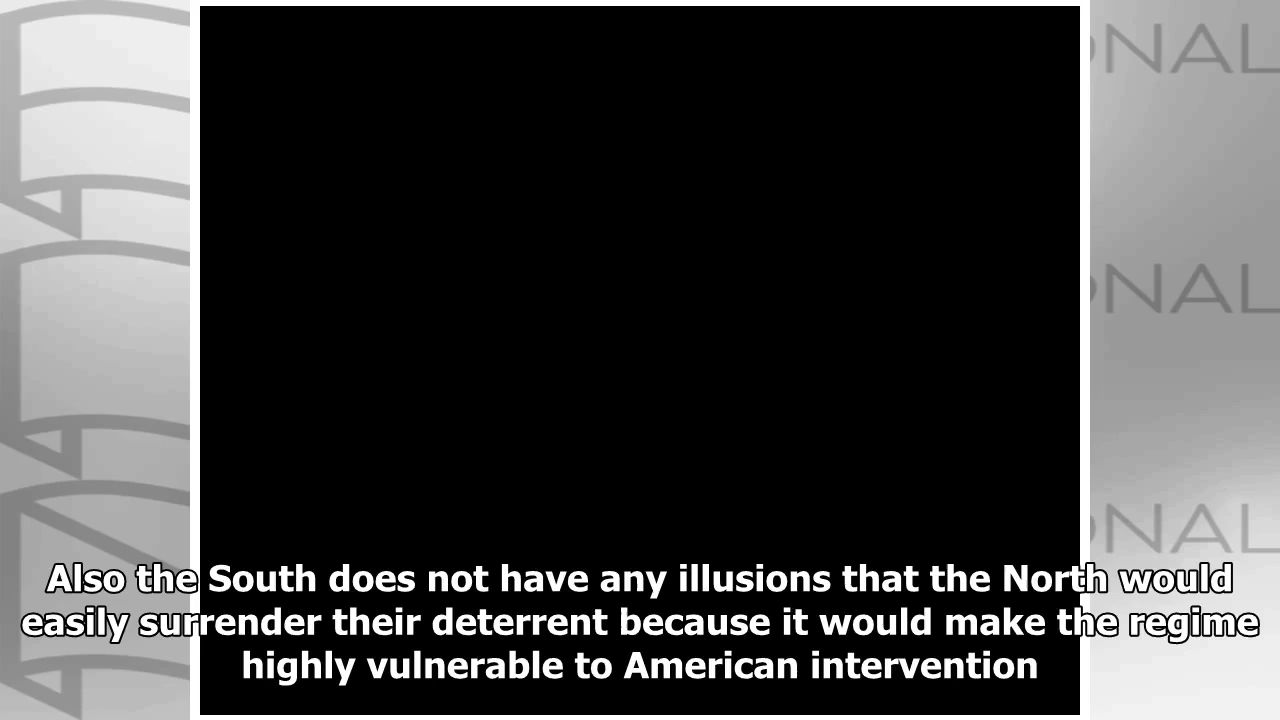 Also the South does not have any illusions that the North would
easily surrender their deterrent because it would make the regime
highly vulnerable to American intervention